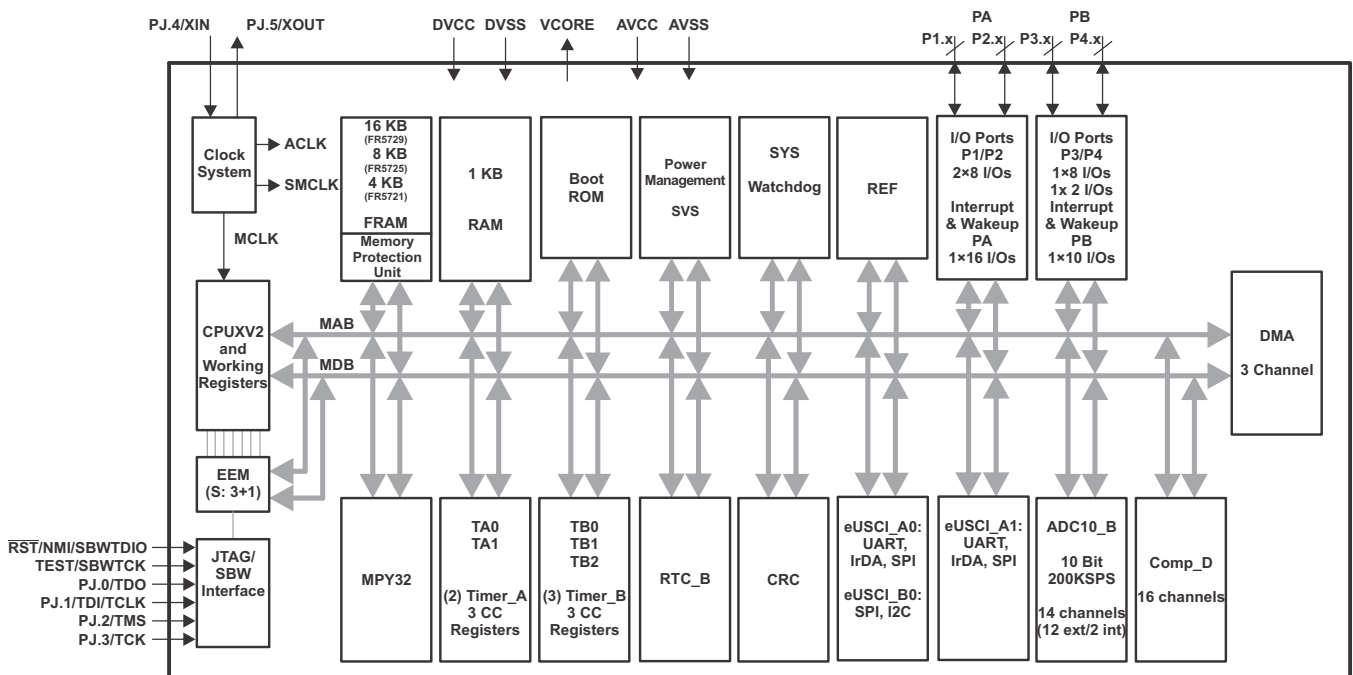 PJ.4/XIN
PJ.5/XOUT
DVCC
DVSS
VCORE
AVCC
AVSS
PA
P1.x
P2.x
PB
P3.x
P4.x
Clock
System
ACLK
SMCLK
MCLK
16 KB
(FR5729)
8 KB
(FR5725)
4 KB
(FR5721)
FRAM
Memory
Protection
Unit
1 KB
RAM
Boot
ROM
Power
Management
SVS
SYS
Watchdog
REF
I/O Ports
P1/P2
2×8 I/Os
Interrupt
& Wakeup
PA
1×16 I/Os
I/O Ports
P3/P4
1×8 I/Os
1x 2 I/Os
Interrupt
& Wakeup
PB
1×10 I/Os
CPUXV2
and
Working
Registers
MAB
MDB
DMA
3 Channel
EEM
(S: 3+1)
RST/NMI/SBWTDIO
TEST/SBWTCK
PJ.0/TDO
PJ.1/TDI/TCLK
PJ.2/TMS
PJ.3/TCK
JTAG/
SBW
Interface
MPY32
TA0
TA1
(2) Timer_A
3 CC
Registers
TB0
TB1
TB2
(3) Timer_B
3 CC
Registers
RTC_B
CRC
eUSCI_A0:
UART,
IrDA, SPI
eUSCI_B0:
SPI, I2C
eUSCI_A1:
UART,
IrDA, SPI
ADC10_B
10 Bit
200KSPS
14 channels
(12 ext/2 int)
Comp_D
16 channels